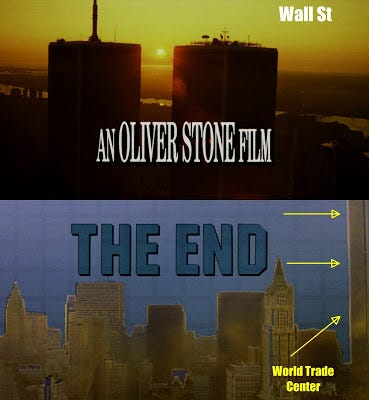 Wall St
AN OLIVER STONE FILM
THE END
World Trade
Center